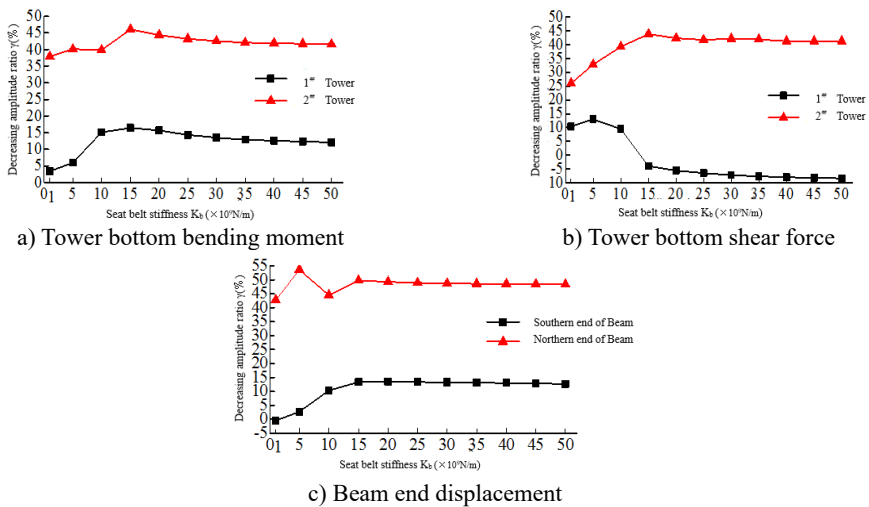 50
45
40
35
30
25
20
15
10
5
0
Decreasing amplitude ratio γ(%)
1# Tower
2# Tower
01 5 10 15 20 25 30 35 40 45 50
Seat belt stiffness Kb
a) Tower bottom bending moment
50
45
40
35
30
25
20
15
10
5
0
5
10
Decreasing amplitude ratio γ(%)
1# Tower
2# Tower
01 5 10 15 20 25 30 35 40 45 50
Seat belt stiffness Kb
b) Tower bottom shear force
55
50
45
40
35
30
25
20
15
10
5
0
-5
Decreasing amplitude ratio γ(%)
Southern end of Beam
Northern end of Beam
01 5 10 15 20 25 30 35 40 45 50
Seat belt stiffness Kb
c) Beam end displacement